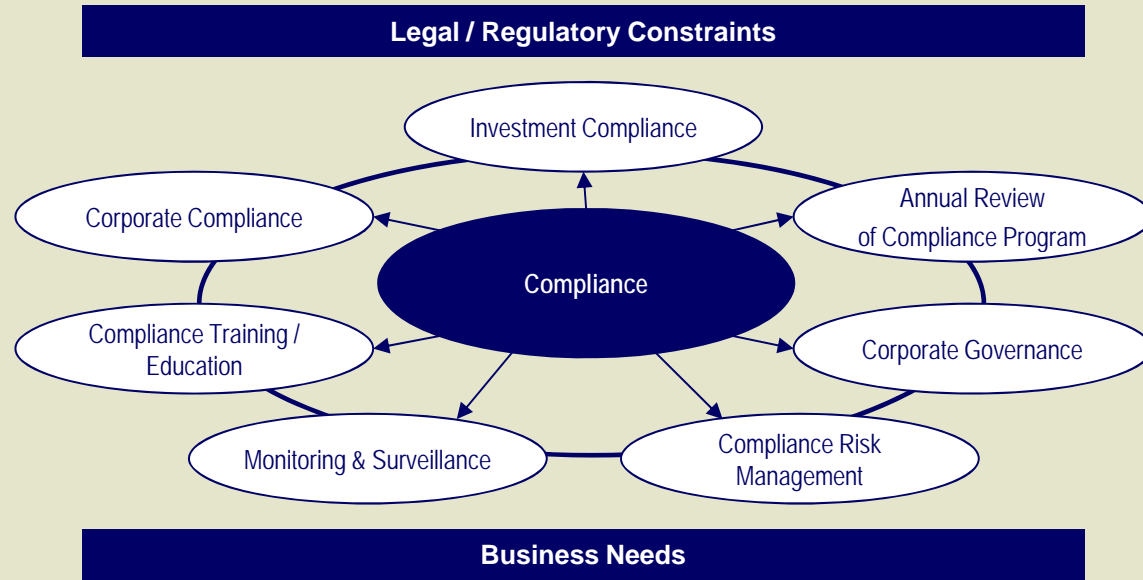 Legal / Regulatory Constraints
Investment Compliance
Corporate Compliance
Annual Review
of Compliance Program
Compliance
Compliance Training /
Education
Corporate Governance
Monitoring & Surveillance
Compliance Risk
Management
Business Needs